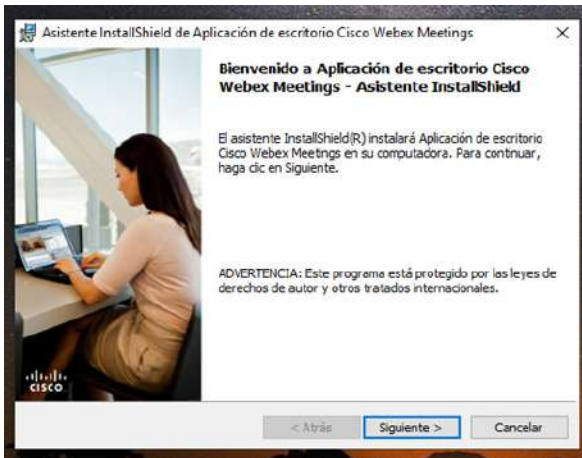 Asistente InstallShield de Aplicación de escritorio Cisco Webex Meetings
Bienvenido a Aplicación de escritorio Cisco
Webex Meetings - Asistente InstallShield
El asistente InstallShield(R) instalará Aplicación de escritorio
Cisco Webex Meetings en su computadora. Para continuar,
haga clic en Siguiente.
ADVERTENCIA: Este programa está protegido por las leyes de
derechos de autor y otros tratados internacionales.
CISCO
< Atrás
Siguiente >
Cancelar